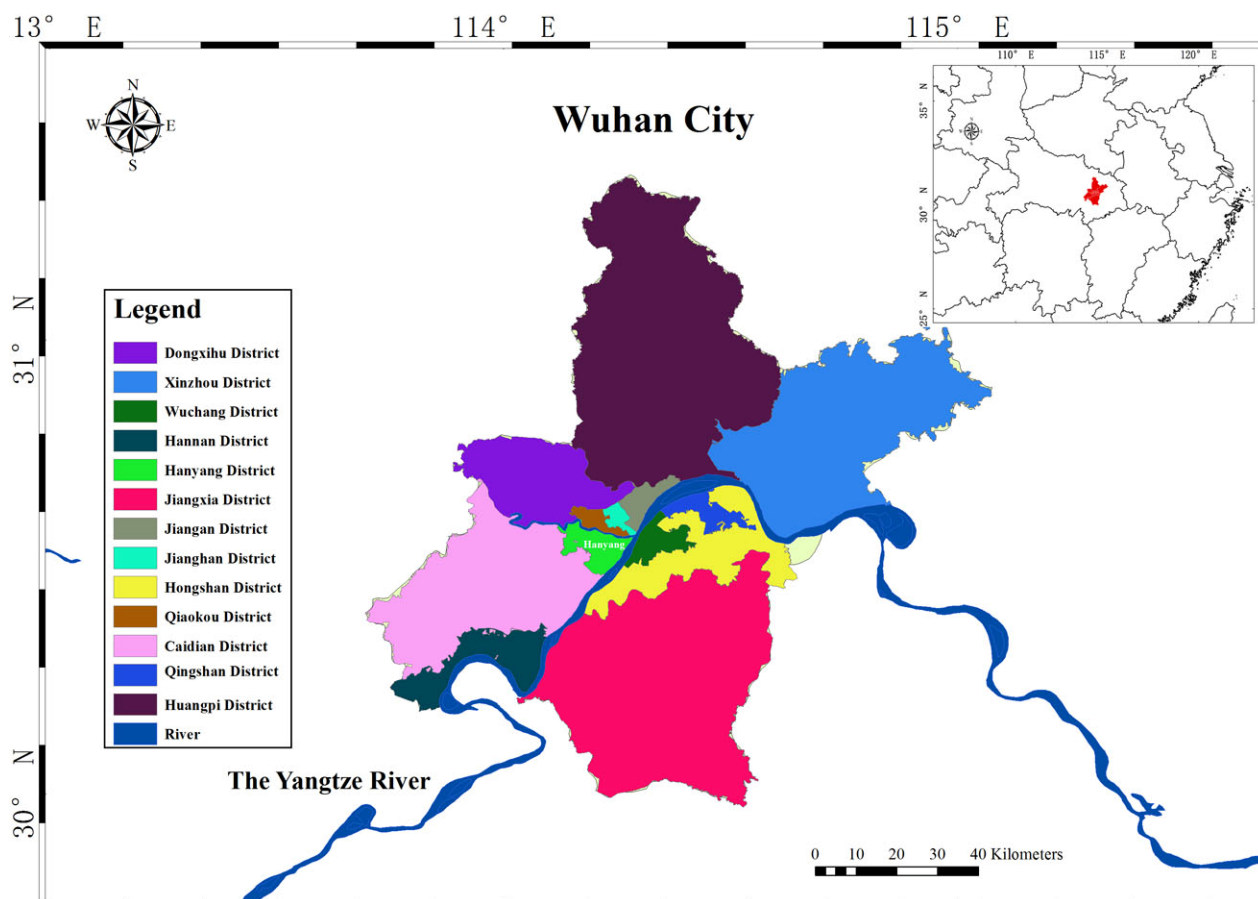 13° E 114° E 115° E
110° E 115° E 120° E
N
W E
S
Wuhan City
35° N
30° N
25° N
31° N
30° N
Legend
Dongxihu District
Xinzhou District
Wuchang District
Hannan District
Hanyang District
Jiangxia District
Jiangan District
Jianghan District
Hongshan District
Qiaokou District
Caidian District
Qingshan District
Huangpi District
River
Hanyang
The Yangtze River
0 10 20 30 40 Kilometers